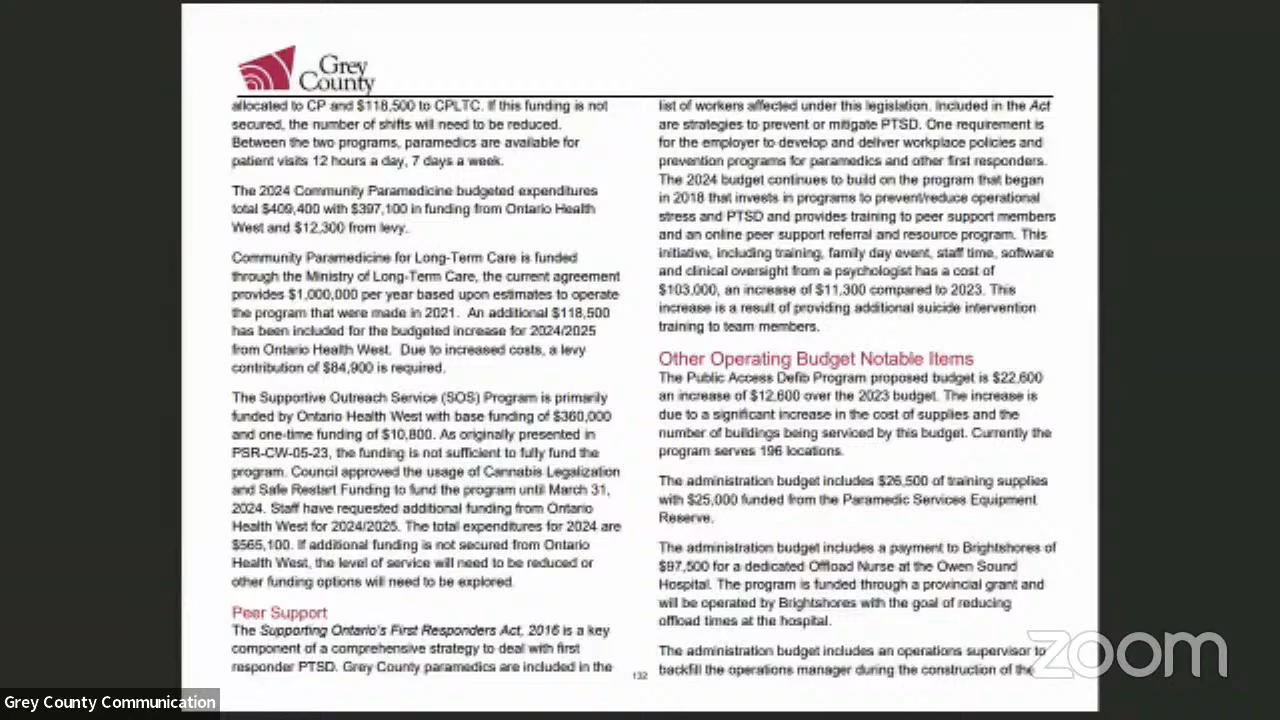 Grey
County
allocated to CP and $118,500 to CPLTC. If this funding is not
secured, the number of shifts will need to be reduced.
Between the two programs, paramedics are available for
patient visits 12 hours a day, 7 days a week.
The 2024 Community Paramedicine budgeted expenditures
total $409,400 with $397,100 in funding from Ontario Health
West and $12,300 from levy.
Community Paramedicine for Long-Term Care is funded
through the Ministry of Long-Term Care, the current agreement
provides $1,000,000 per year based upon estimates to operate
the program that were made in 2021. An additional $118,500
has been included for the budgeted increase for 2024/2025
from Ontario Health West. Due to increased costs, a levy
contribution of $84,900 is required.
The Supportive Outreach Service (SOS) Program is primarily
funded by Ontario Health West with base funding of $360,000
and one-time funding of $10,800. As originally presented in
PSR-CW-05-23, the funding is not sufficient to fully fund the
program. Council approved the usage of Cannabis Legalization
and Safe Restart Funding to fund the program until March 31,
2024. Staff have requested additional funding from Ontario
Health West for 2024/2025. The total expenditures for 2024 are
$565,100. If additional funding is not secured from Ontario
Health West, the level of service will need to be reduced or
other funding options will need to be explored.
Peer Support
The Supporting Ontario's First Responders Act, 2016 is a key
component of a comprehensive strategy to deal with first
responder PTSD. Grey County paramedics are included in the
list of workers affected under this legislation. Included in the Act
are strategies to prevent or mitigate PTSD. One requirement is
for the employer to develop and deliver workplace policies and
prevention programs for paramedics and other first responders.
The 2024 budget continues to build on the program that began
in 2018 that invests in programs to prevent/reduce operational
stress and PTSD and provides training to peer support members
and an online peer support referral and resource program. This
initiative, including training, family day event, staff time, software
and clinical oversight from a psychologist has a cost of
$103,000, an increase of $11,300 compared to 2023. This
increase is a result of providing additional suicide intervention
training to team members.
Other Operating Budget Notable Items
The Public Access Defib Program proposed budget is $22,600
an increase of $12,600 over the 2023 budget. The increase is
due to a significant increase in the cost of supplies and the
number of buildings being serviced by this budget. Currently the
program serves 196 locations.
The administration budget includes $26,500 of training supplies
with $25,000 funded from the Paramedic Services Equipment
Reserve.
The administration budget includes a payment to Brightshores of
$97,500 for a dedicated Offload Nurse at the Owen Sound
Hospital. The program is funded through a provincial grant and
will be operated by Brightshores with the goal of reducing
offload times at the hospital.
The administration budget includes an operations supervisor to
backfill the operations manager during the construction of the
132
zoom
Grey County Communication